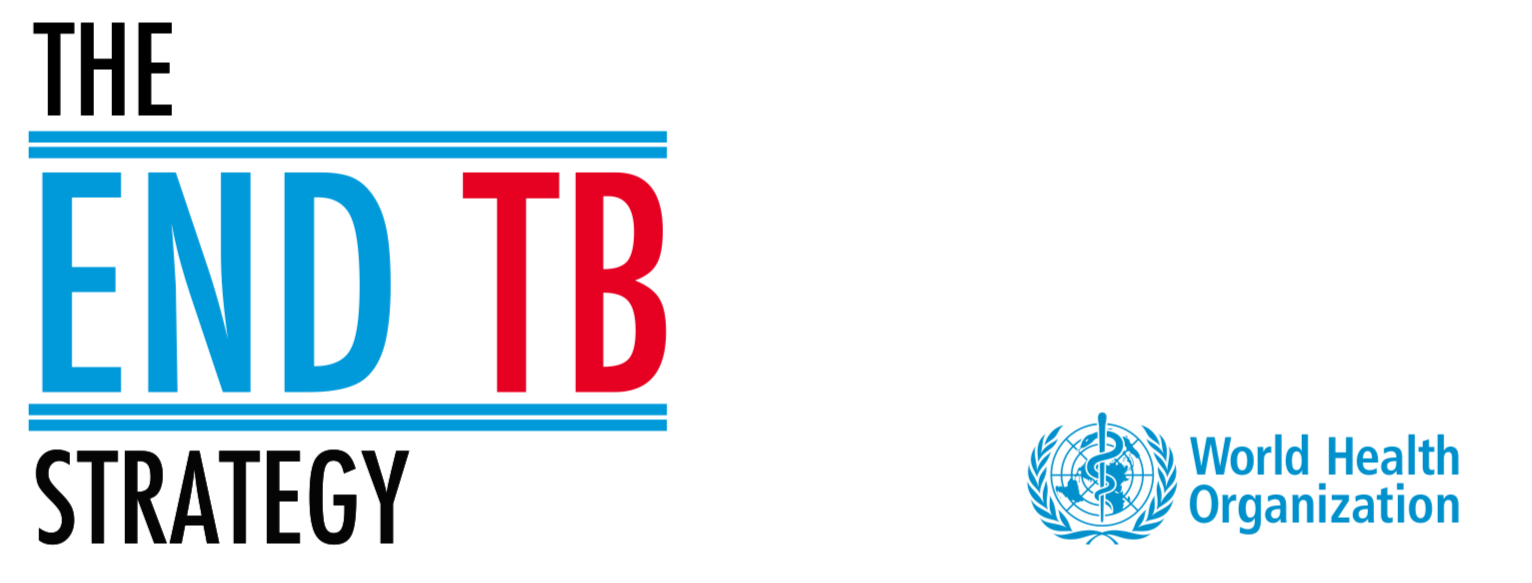 THE
END TB
STRATEGY
World Health
Organization